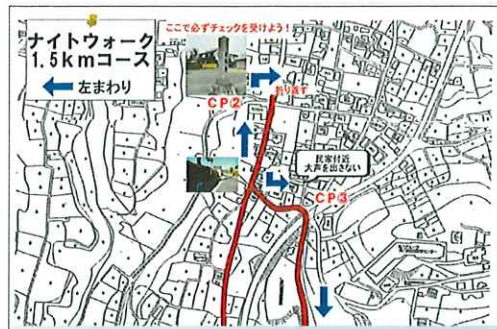 ここで必ずチェックを受けよう！
ナイトウォーク
1.5kmコース
左まわり
折り返す
CP②
民家付近
大声を出さない
CP③